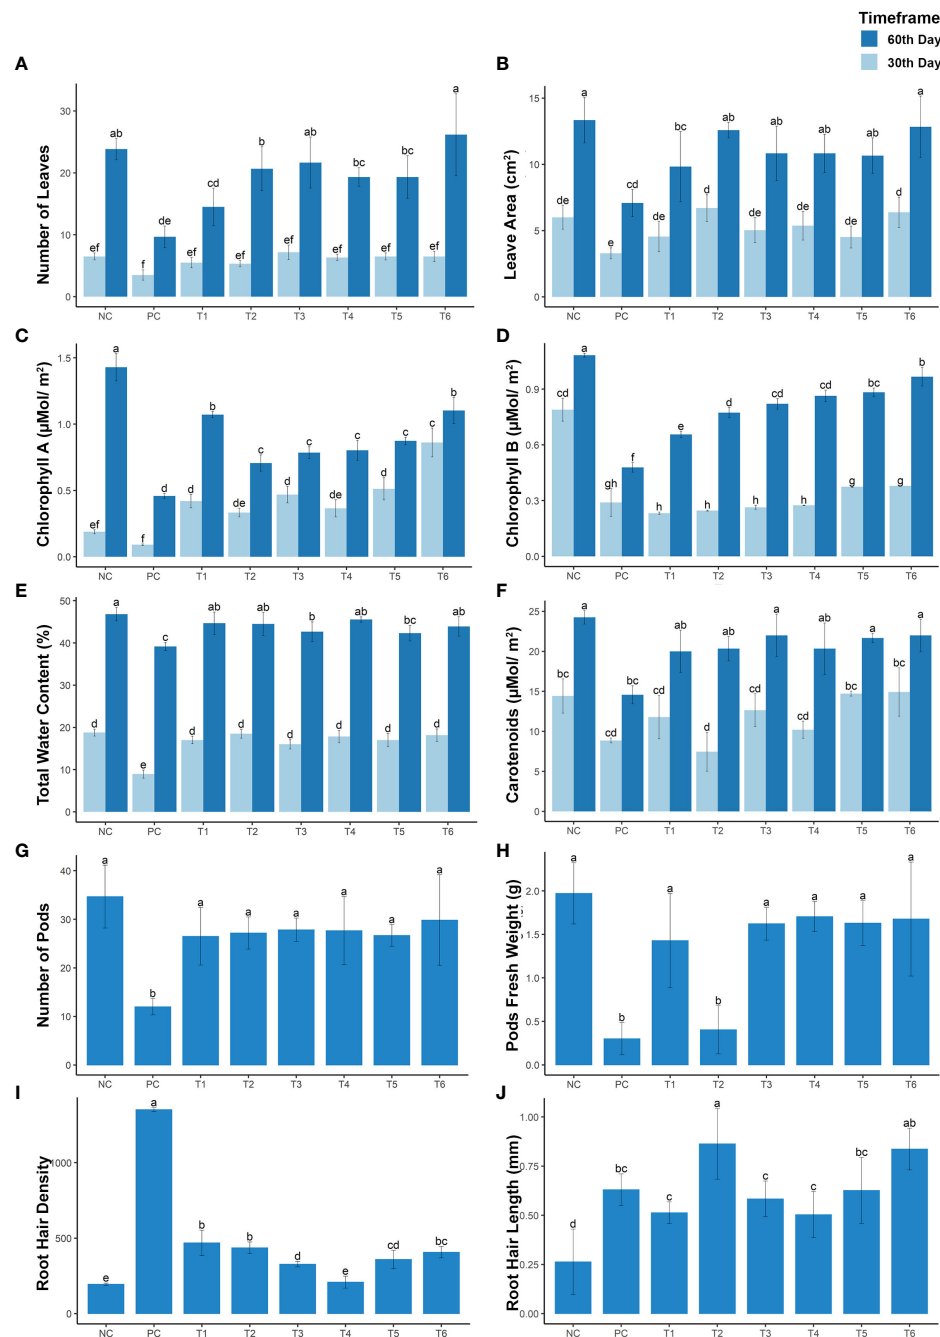 Timeframe
60th Day
30th Day
A
Number of Leaves
30
20
10
0
ab
de
cd
b
ab
bc
bc
a
ef
f
ef
ef
ef
ef
ef
ef
NC PC T1 T2 T3 T4 T5 T6
B
Leave Area (cm²)
15
10
5
0
a
cd
bc
ab
ab
ab
ab
a
de
e
de
d
de
de
de
d
NC PC T1 T2 T3 T4 T5 T6
C
Chlorophyll A (µMol/ m²)
1.5
1.0
0.5
0.0
a
d
b
c
c
c
c
b
ef
f
d
de
d
de
d
c
NC PC T1 T2 T3 T4 T5 T6
D
Chlorophyll B (µMol/ m²)
0.9
0.6
0.3
0.0
a
f
e
d
cd
cd
bc
b
cd
gh
h
h
h
h
g
g
NC PC T1 T2 T3 T4 T5 T6
E
Total Water Content (%)
50
40
30
20
10
0
a
c
ab
ab
b
ab
bc
ab
d
e
d
d
d
d
d
d
NC PC T1 T2 T3 T4 T5 T6
F
Carotenoids (µMol/ m²)
25
20
15
10
5
0
a
bc
ab
ab
a
ab
a
a
bc
cd
cd
d
cd
cd
bc
bc
NC PC T1 T2 T3 T4 T5 T6
G
Number of Pods
40
30
20
10
0
a
b
a
a
a
a
a
a
NC PC T1 T2 T3 T4 T5 T6
H
Pods Fresh Weight (g)
2.0
1.5
1.0
0.5
0.0
a
b
a
b
a
a
a
a
NC PC T1 T2 T3 T4 T5 T6
I
Root Hair Density
1000
500
0
e
a
b
b
d
e
cd
bc
NC PC T1 T2 T3 T4 T5 T6
J
Root Hair Length (mm)
1.00
0.75
0.50
0.25
0.00
d
bc
c
a
c
c
bc
ab
NC PC T1 T2 T3 T4 T5 T6